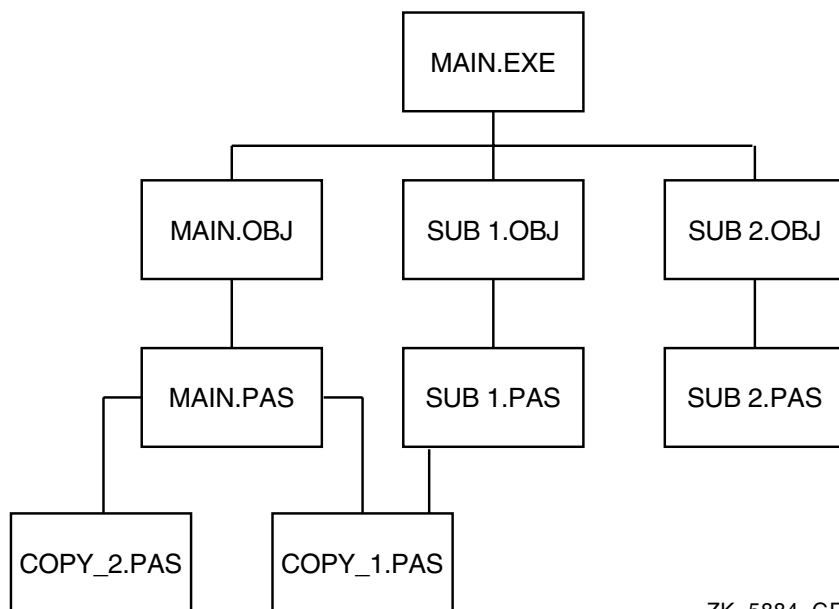 MAIN.EXE
MAIN.OBJ
SUB 1.OBJ
SUB 2.OBJ
MAIN.PAS
SUB 1.PAS
SUB 2.PAS
COPY_2.PAS
COPY_1.PAS